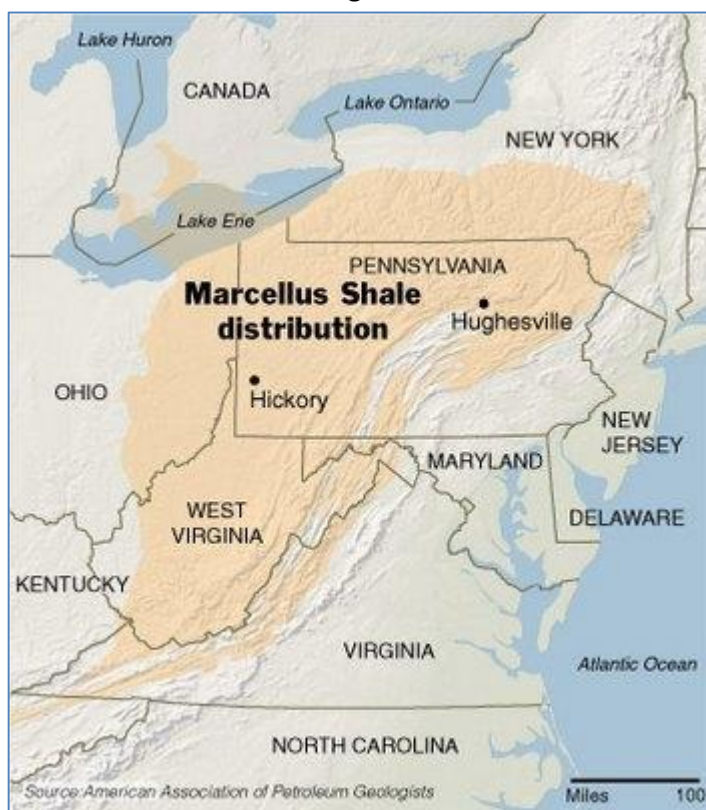 Lake Huron
CANADA
Lake Ontario
NEW YORK
Lake Erie
PENNSYLVANIA
Marcellus Shale
distribution
Hughesville
Hickory
OHIO
NEW
JERSEY
MARYLAND
WEST
VIRGINIA
DELAWARE
KENTUCKY
VIRGINIA
Atlantic Ocean
NORTH CAROLINA
Source:American Association of Petroleum Geologists
Miles 100